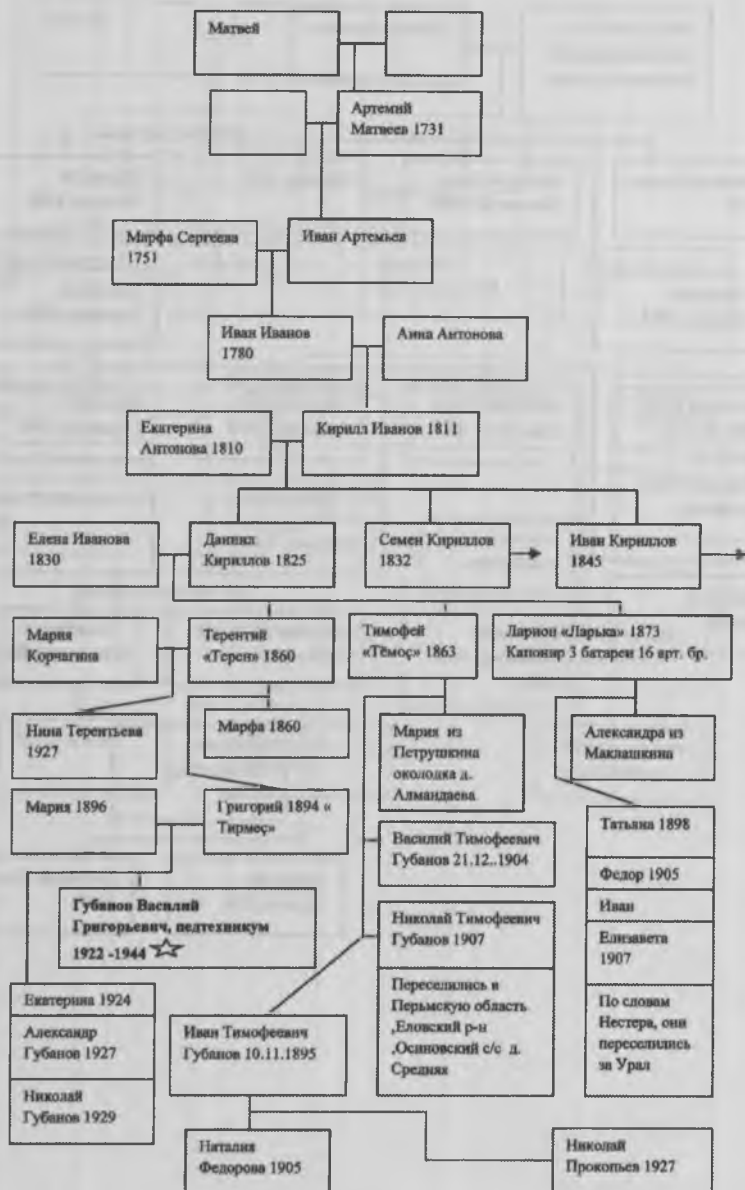 Матвей
Артемий
Матвеев 1731
Марфа Сергеева
1751
Иван Артемьев
Иван Иванов
1780
Анна Антонова
Екатерина
Антонова 1810
Кирилл Иванов 1811
Елена Иванова
1830
Даниил
Кириллов 1825
Семен Кириллов
1832
Иван Кириллов
1845
Мария
Корчагина
Терентий
«Терен» 1860
Тимофей
«Тĕмоç» 1863
Ларион «Ларька» 1873
Капонир 3 батареи 16 арт. бр.
Нина Терентьева
1927
Марфа 1860
Мария из
Петрушкина
околодка д.
Алмандаева
Александра из
Маклашкина
Мария 1896
Григорий 1894 «
Тирмеç»
Василий Тимофеевич
Губанов 21.12..1904
Татьяна 1898
Федор 1905
Иван
Елизавета
1907
По словам
Нестера, они
переселились
за Урал
Губанов Василий
Григорьевич, педтехникум
1922 -1944
Николай Тимофеевич
Губанов 1907
Переселились в
Перьмскую область
,Еловский р-н
,Осиновский с/с д.
Средняя
Екатерина 1924
Александр
Губанов 1927
Николай
Губанов 1929
Иван Тимофеевич
Губанов 10.11.1895
Наталия
Федорова 1905
Николай
Прокопьев 1927